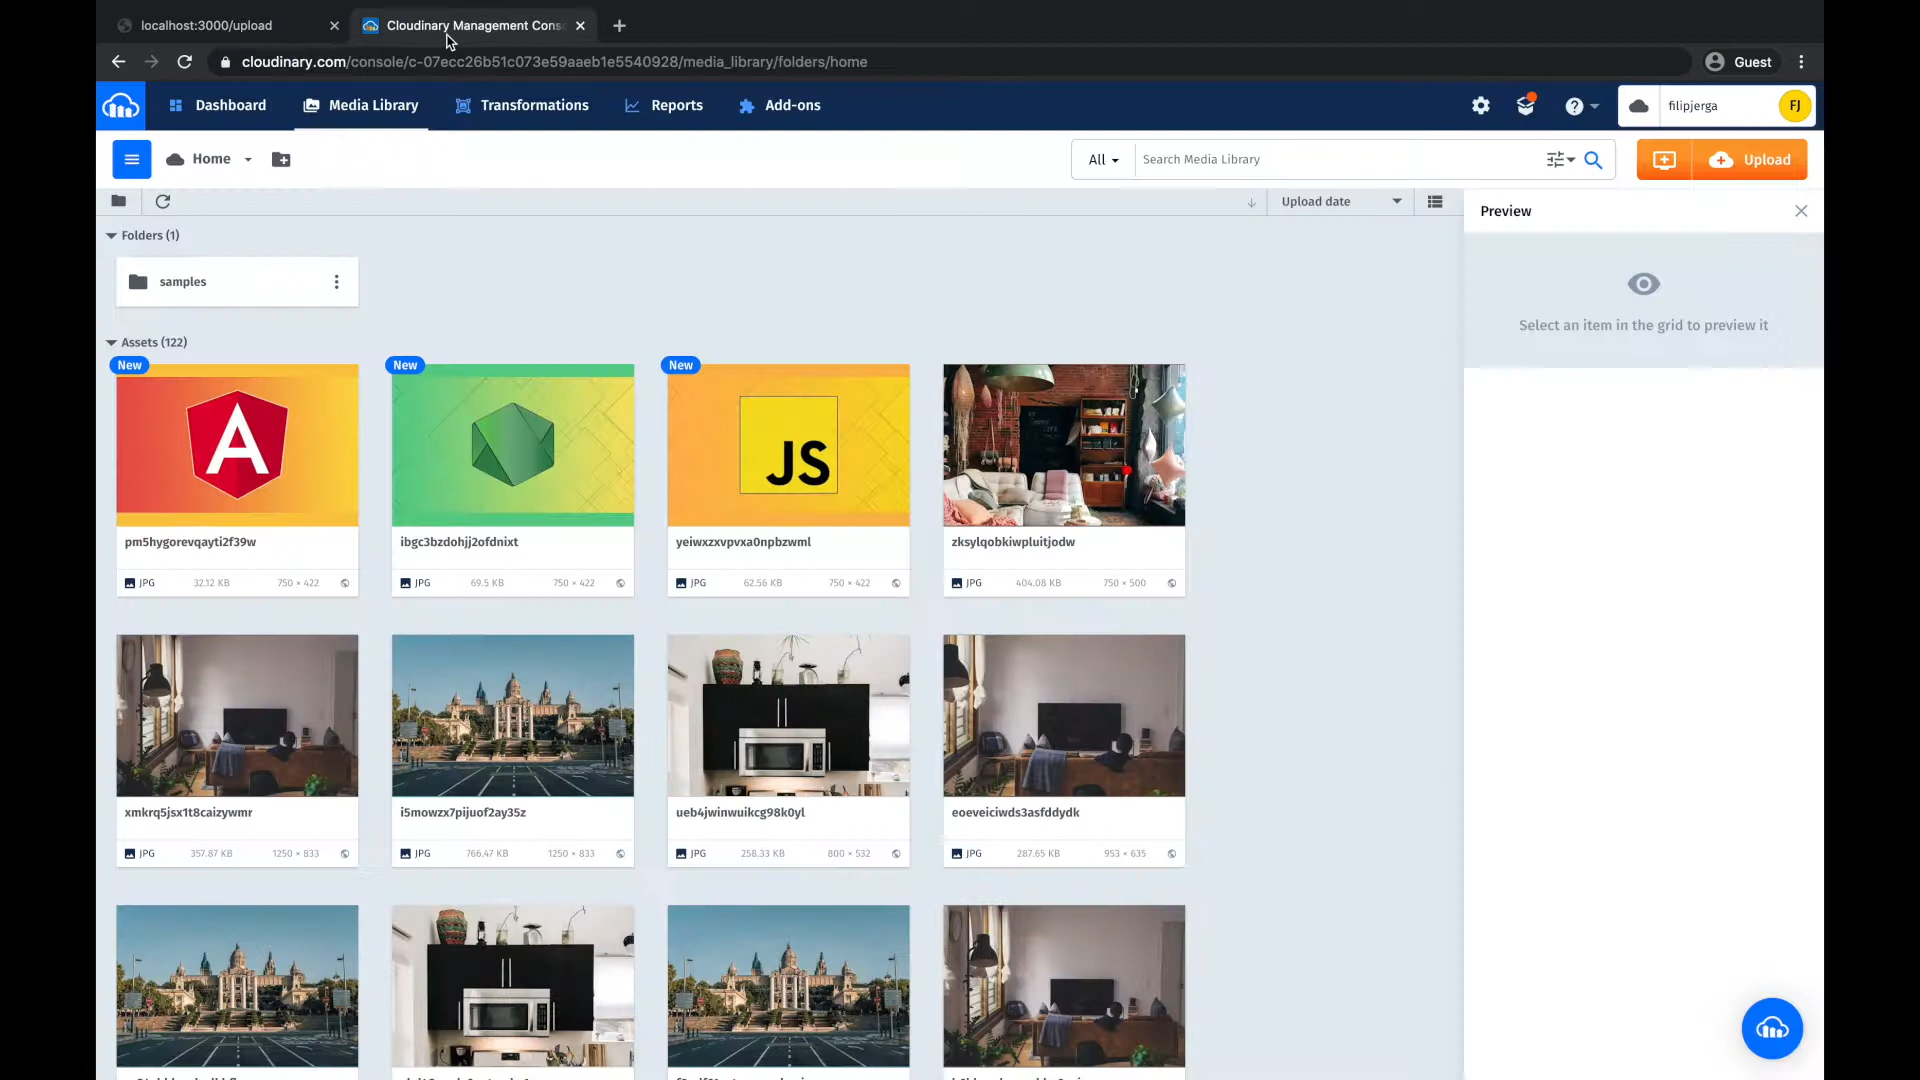 localhost:3000/upload
Cloudinary Management Cons
cloudinary.com/console/c-07ecc26b51c073e59aaeb1e5540928/media_library/folders/home
Guest
Dashboard
Media Library
Transformations
Reports
Add-ons
filipjerga
FJ
Home
All
Search Media Library
Upload
Upload date
Preview
Folders (1)
samples
Select an item in the grid to preview it
Assets (122)
New
New
New
JS
pm5hygorevqayti2f39w
ibgc3bzdohjj2ofdnixt
yeiwxzxvpvxa0npbzwml
zksylqobkiwpluitjodw
JPG 32.12 KB 750 × 422
JPG 69.5 KB 750 × 422
JPG 62.56 KB 750 × 422
JPG 404.08 KB 750 × 500
xmkrq5jsx1t8caizywmr
i5mowzx7pijuof2ay35z
ueb4jwinwuikcg98k0yl
eoeveiciwds3asfddydk
JPG 357.87 KB 1250 × 833
JPG 766.47 KB 1250 × 833
JPG 258.33 KB 800 × 532
JPG 287.65 KB 953 × 635